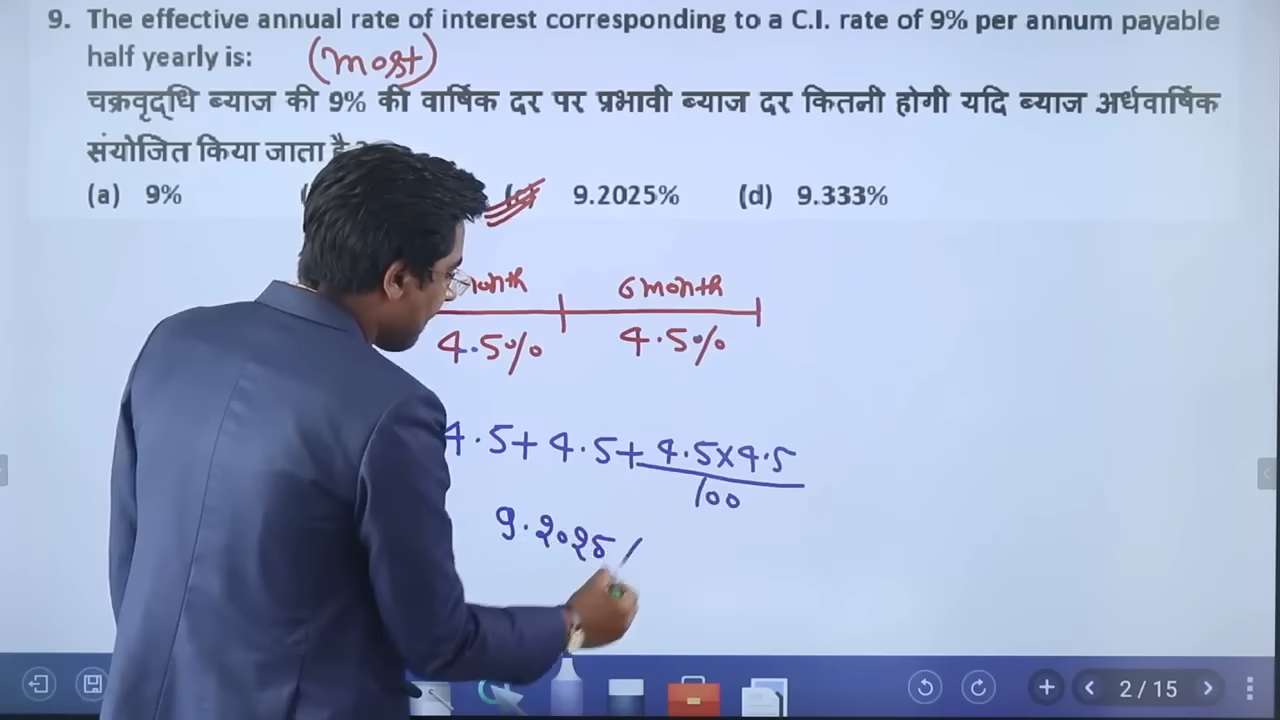 9. The effective annual rate of interest corresponding to a C.I. rate of 9% per annum payable
half yearly is: (most)
चक्रवृद्धि ब्याज की 9% की वार्षिक दर पर प्रभावी ब्याज दर कितनी होगी यदि ब्याज अर्धवार्षिक
संयोजित किया जाता
(a) 9% 9.2025% (d) 9.333%
6 month
4.5% 4.5%
4.5+4.5+ 4.5×4.5
100
9.2025
2 / 15